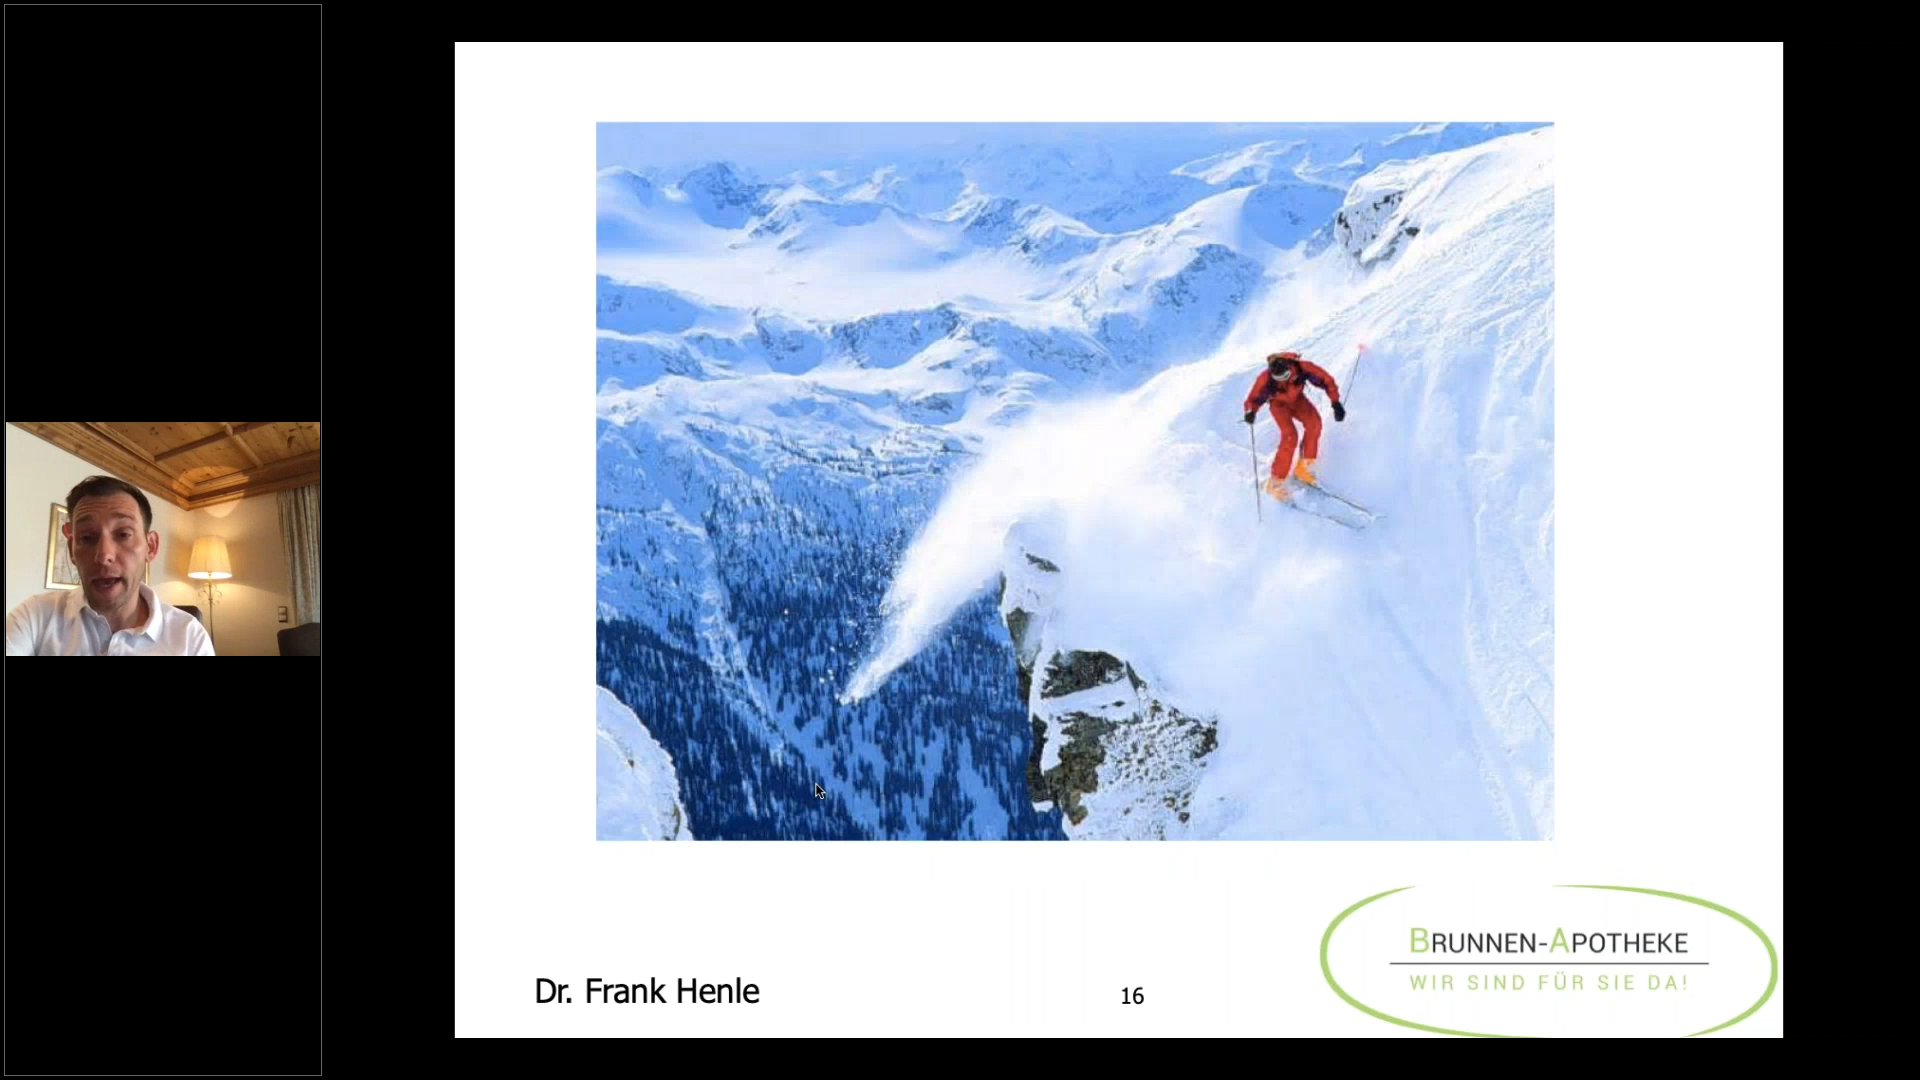 Dr. Frank Henle
16
BRUNNEN-APOTHEKE
WIR SIND FÜR SIE DA!